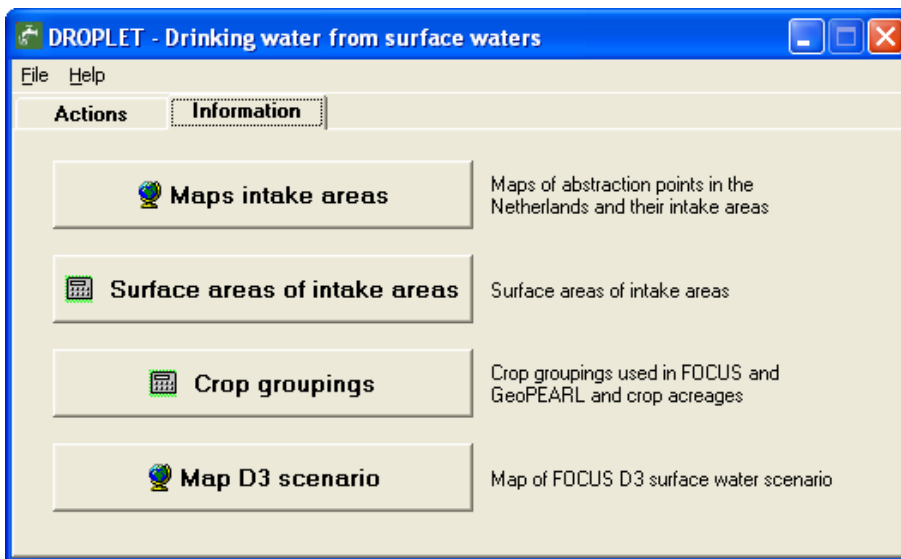 DROPLET - Drinking water from surface waters
File Help
Actions Information
Maps intake areas
Maps of abstraction points in the
Netherlands and their intake areas
Surface areas of intake areas
Surface areas of intake areas
Crop groupings
Crop groupings used in FOCUS and
GeoPEARL and crop acreages
Map D3 scenario
Map of FOCUS D3 surface water scenario